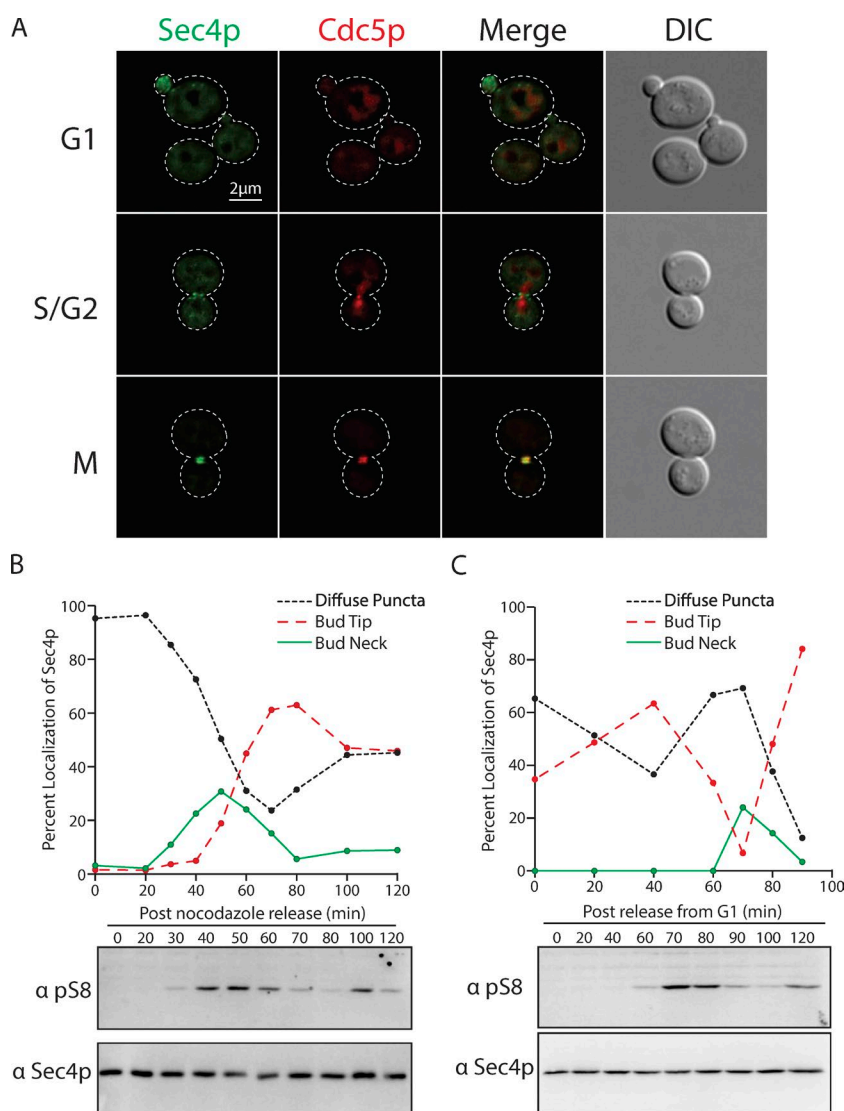 A
Sec4p Cdc5p Merge DIC
G1
2μm
S/G2
M
B
Diffuse Puncta
Bud Tip
Bud Neck
Percent Localization of Sec4p
100
80
60
40
20
0
0 20 40 60 80 100 120
Post nocodazole release (min)
0 20 30 40 50 60 70 80 100 120
α pS8
α Sec4p
C
Diffuse Puncta
Bud Tip
Bud Neck
Percent Localization of Sec4p
100
80
60
40
20
0
0 20 40 60 80 100
Post release from G1 (min)
0 20 40 60 70 80 90 100 120
α pS8
α Sec4p